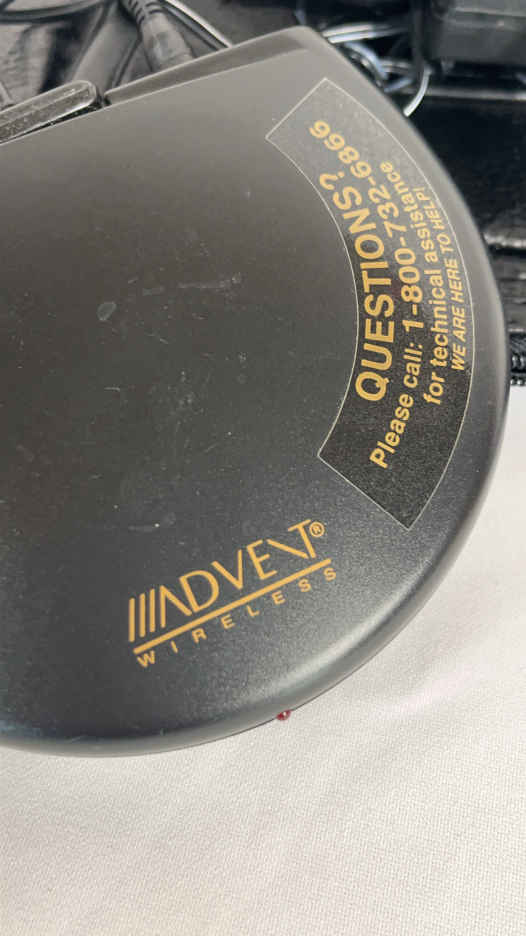 QUESTIONS?
Please call: 1-800-732-6866
for technical assistance
WE ARE HERE TO HELP!
ADVENT®
WIRELESS